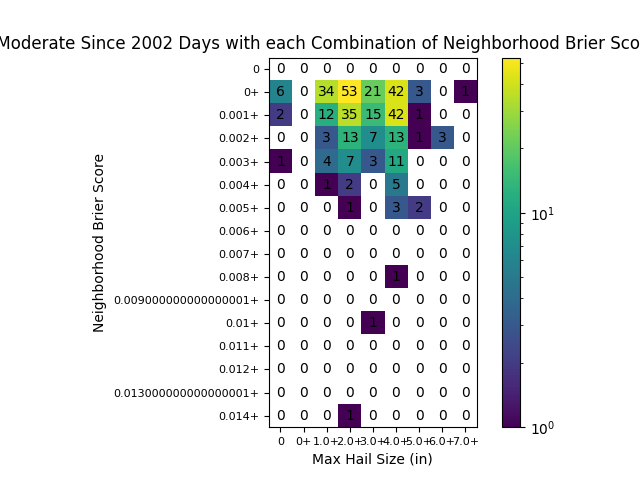 Moderate Since 2002 Days with each Combination of Neighborhood Brier Sco
Neighborhood Brier Score
0 0 0 0 0 0 0 0 0 0
0+ 6 0 34 53 21 42 3 0 1
0.001+ 2 0 12 35 15 42 1 0 0
0.002+ 0 0 3 13 7 13 1 3 0
0.003+ 1 0 4 7 3 11 0 0 0
0.004+ 0 0 1 2 0 5 0 0 0
0.005+ 0 0 0 1 0 3 2 0 0
0.006+ 0 0 0 0 0 0 0 0 0
0.007+ 0 0 0 0 0 0 0 0 0
0.008+ 0 0 0 0 0 1 0 0 0
0.009000000000000001+ 0 0 0 0 0 0 0 0 0
0.01+ 0 0 0 0 1 0 0 0 0
0.011+ 0 0 0 0 0 0 0 0 0
0.012+ 0 0 0 0 0 0 0 0 0
0.013000000000000001+ 0 0 0 0 0 0 0 0 0
0.014+ 0 0 0 1 0 0 0 0 0
0 0+ 1.0+ 2.0+ 3.0+ 4.0+ 5.0+ 6.0+ 7.0+
Max Hail Size (in)
10¹
10⁰